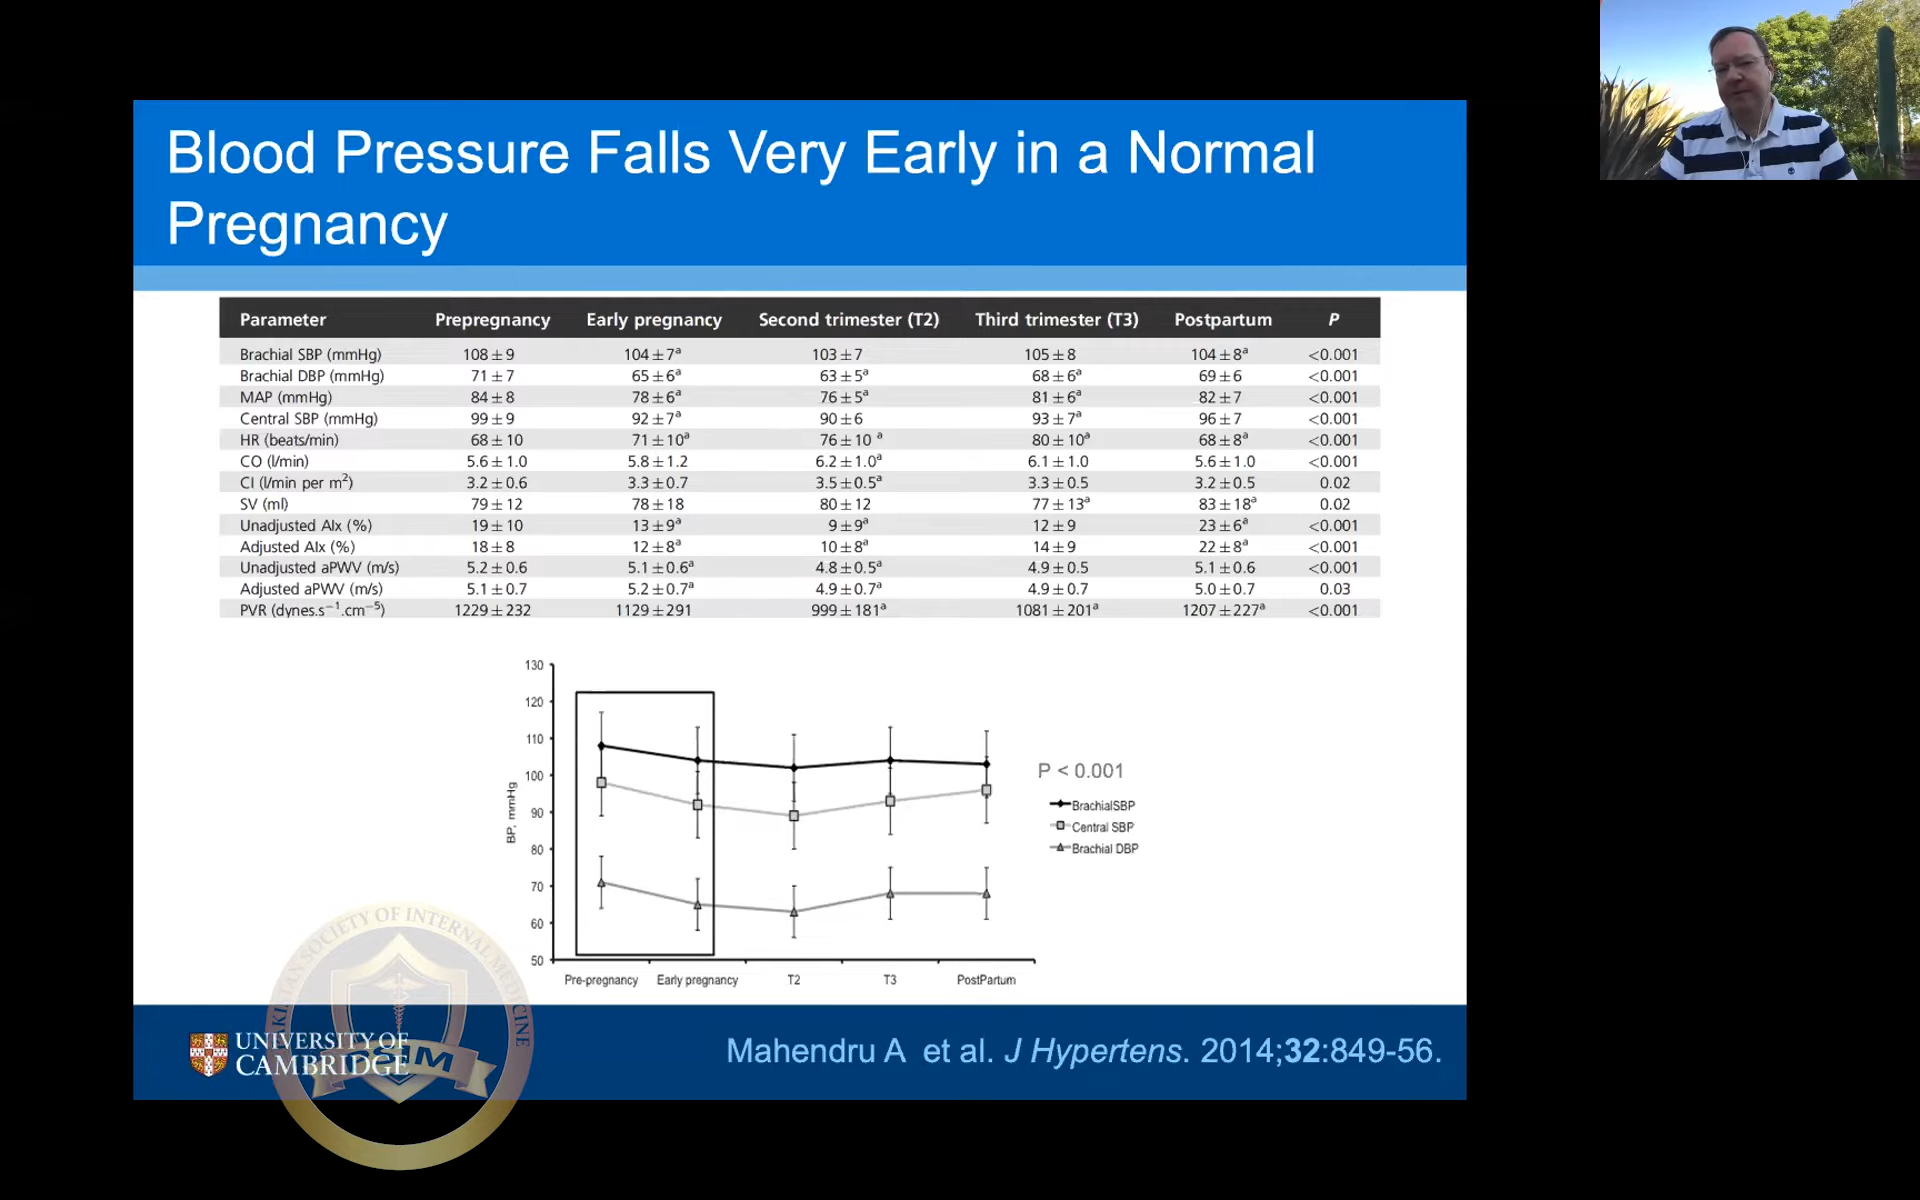 Blood Pressure Falls Very Early in a Normal
Pregnancy
Parameter Prepregnancy Early pregnancy Second trimester (T2) Third trimester (T3) Postpartum P
Brachial SBP (mmHg) 108 ± 9 104 ± 7ᵃ 103 ± 7 105 ± 8 104 ± 8ᵃ <0.001
Brachial DBP (mmHg) 71 ± 7 65 ± 6ᵃ 63 ± 5ᵃ 68 ± 6ᵃ 69 ± 6 <0.001
MAP (mmHg) 84 ± 8 78 ± 6ᵃ 76 ± 5ᵃ 81 ± 6ᵃ 82 ± 7 <0.001
Central SBP (mmHg) 99 ± 9 92 ± 7ᵃ 90 ± 6 93 ± 7ᵃ 96 ± 7 <0.001
HR (beats/min) 68 ± 10 71 ± 10ᵃ 76 ± 10 ᵃ 80 ± 10ᵃ 68 ± 8ᵃ <0.001
CO (l/min) 5.6 ± 1.0 5.8 ± 1.2 6.2 ± 1.0ᵃ 6.1 ± 1.0 5.6 ± 1.0 <0.001
CI (l/min per m²) 3.2 ± 0.6 3.3 ± 0.7 3.5 ± 0.5ᵃ 3.3 ± 0.5 3.2 ± 0.5 0.02
SV (ml) 79 ± 12 78 ± 18 80 ± 12 77 ± 13ᵃ 83 ± 18ᵃ 0.02
Unadjusted AIx (%) 19 ± 10 13 ± 9ᵃ 9 ± 9ᵃ 12 ± 9 23 ± 6ᵃ <0.001
Adjusted AIx (%) 18 ± 8 12 ± 8ᵃ 10 ± 8ᵃ 14 ± 9 22 ± 8ᵃ <0.001
Unadjusted aPWV (m/s) 5.2 ± 0.6 5.1 ± 0.6ᵃ 4.8 ± 0.5ᵃ 4.9 ± 0.5 5.1 ± 0.6 <0.001
Adjusted aPWV (m/s) 5.1 ± 0.7 5.2 ± 0.7ᵃ 4.9 ± 0.7ᵃ 4.9 ± 0.7 5.0 ± 0.7 0.03
PVR (dynes.s⁻¹.cm⁻⁵) 1229 ± 232 1129 ± 291 999 ± 181ᵃ 1081 ± 201ᵃ 1207 ± 227ᵃ <0.001
130
120
110
100
90
80
70
60
50
BP, mmHg
Pre-pregnancy Early pregnancy T2 T3 PostPartum
P < 0.001
BrachialSBP
Central SBP
Brachial DBP
SOCIETY OF INTERNAL MEDICINE
UNIVERSITY OF
CAMBRIDGE
Mahendru A et al. J Hypertens. 2014;32:849-56.